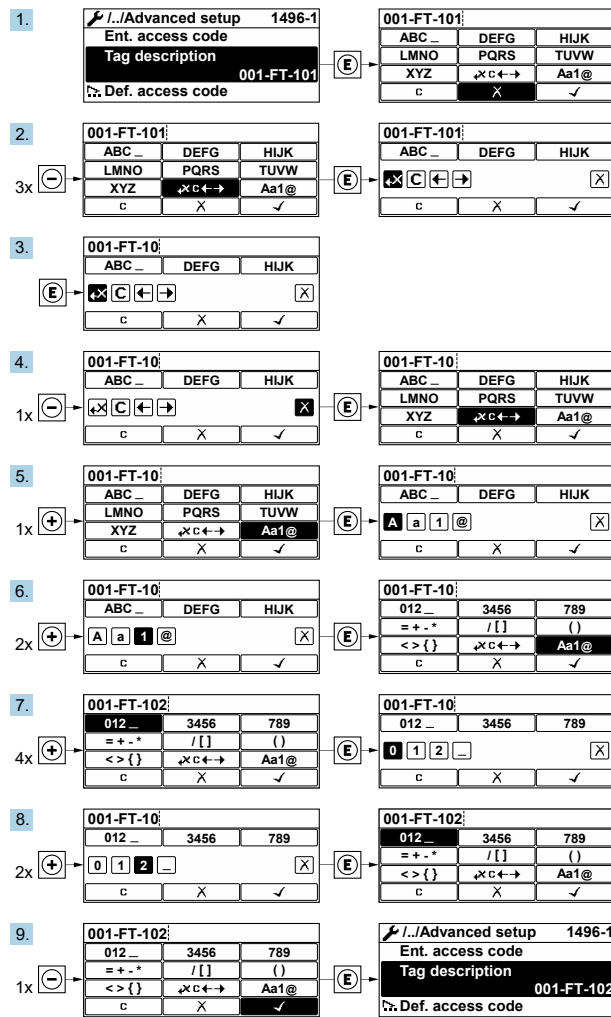 1.
/../Advanced setup 1496-1
Ent. access code
Tag description
001-FT-101
Def. access code
E
001-FT-101
ABC _ DEFG HIJK
LMNO PQRS TUVW
XYZ C ←→ Aa1@
C X ✓
2.
3x −
001-FT-101
ABC _ DEFG HIJK
LMNO PQRS TUVW
XYZ C ←→ Aa1@
C X ✓
E
001-FT-101
ABC _ DEFG HIJK
C ← → X
C X ✓
3.
E
001-FT-10
ABC _ DEFG HIJK
C ← → X
C X ✓
4.
1x −
001-FT-10
ABC _ DEFG HIJK
C ← → X
C X ✓
E
001-FT-10
ABC _ DEFG HIJK
LMNO PQRS TUVW
XYZ C ←→ Aa1@
C X ✓
5.
1x +
001-FT-10
ABC _ DEFG HIJK
LMNO PQRS TUVW
XYZ C ←→ Aa1@
C X ✓
E
001-FT-10
ABC _ DEFG HIJK
A a 1 @ X
C X ✓
6.
2x +
001-FT-10
ABC _ DEFG HIJK
A a 1 @ X
C X ✓
E
001-FT-10
012 _ 3456 789
= + - * / [ ] ( )
< > { } C ←→ Aa1@
C X ✓
7.
4x +
001-FT-102
012 _ 3456 789
= + - * / [ ] ( )
< > { } C ←→ Aa1@
C X ✓
E
001-FT-10
012 _ 3456 789
0 1 2 _ X
C X ✓
8.
2x +
001-FT-10
012 _ 3456 789
0 1 2 _ X
C X ✓
E
001-FT-102
012 _ 3456 789
= + - * / [ ] ( )
< > { } C ←→ Aa1@
C X ✓
9.
1x −
001-FT-102
012 _ 3456 789
= + - * / [ ] ( )
< > { } C ←→ Aa1@
C X ✓
E
/../Advanced setup 1496-1
Ent. access code
Tag description
001-FT-102
Def. access code